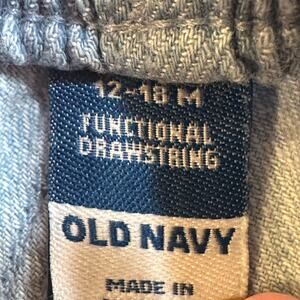 12-18 M
FUNCTIONAL
DRAWSTRING
OLD NAVY
MADE IN